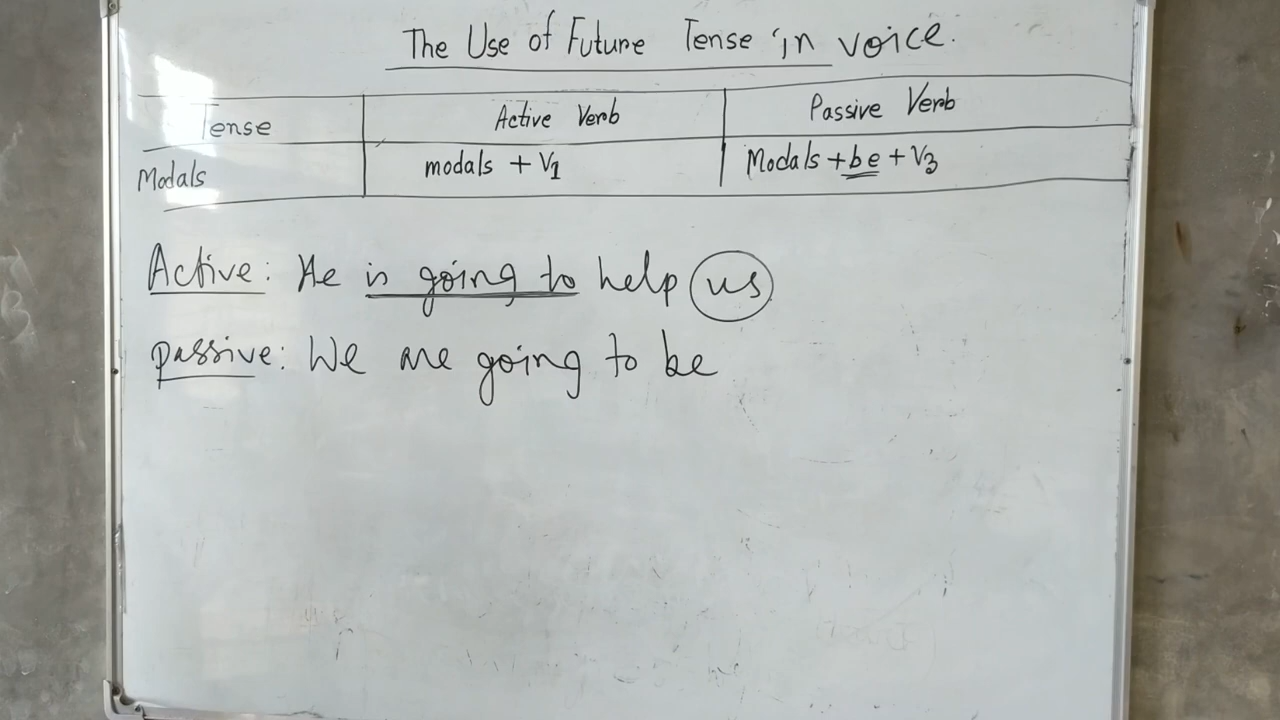 The Use of Future Tense in voice.
Tense Active Verb Passive Verb
Modals modals + V1 Modals + be + V3
Active: He is going to help us
passive: We are going to be